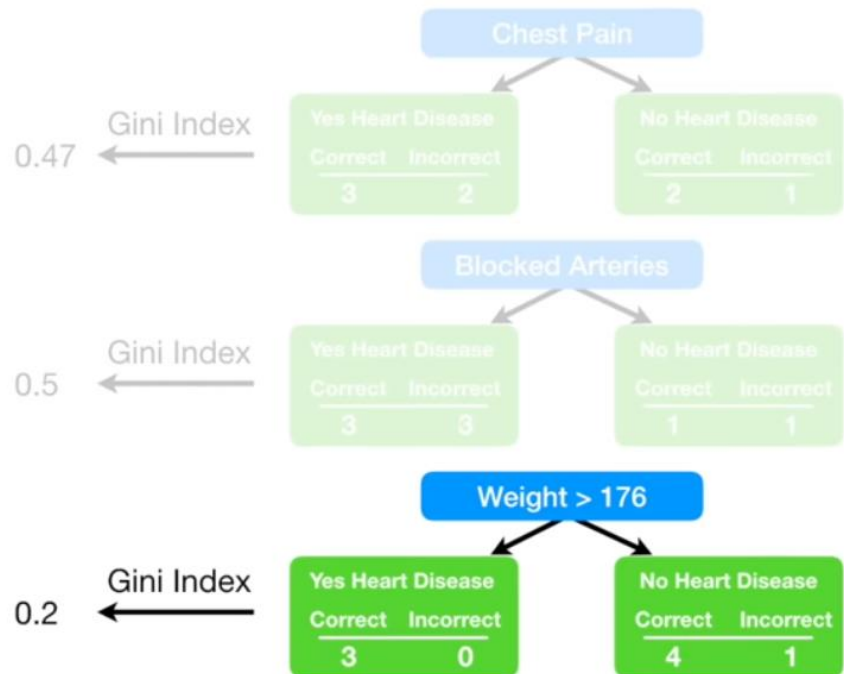 Chest Pain
Gini Index
0.47
Yes Heart Disease
Correct Incorrect
3 2
No Heart Disease
Correct Incorrect
2 1
Blocked Arteries
Gini Index
0.5
Yes Heart Disease
Correct Incorrect
3 3
No Heart Disease
Correct Incorrect
1 1
Weight > 176
Gini Index
0.2
Yes Heart Disease
Correct Incorrect
3 0
No Heart Disease
Correct Incorrect
4 1